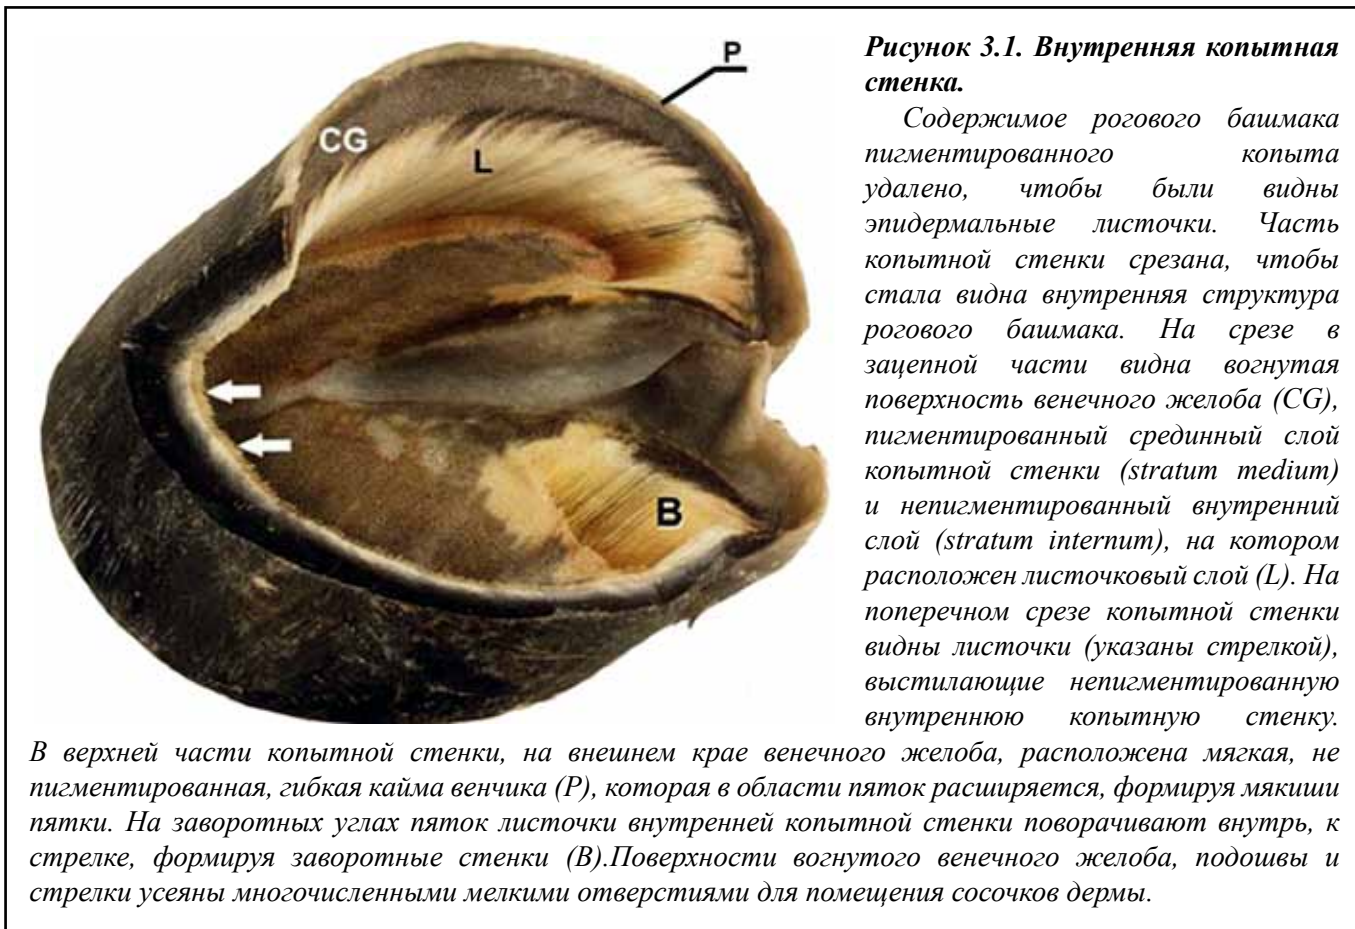 P
CG
L
B
Рисунок 3.1. Внутренняя копытная
стенка.
Содержимое рогового башмака
пигментированного копыта
удалено, чтобы были видны
эпидермальные листочки. Часть
копытной стенки срезана, чтобы
стала видна внутренняя структура
рогового башмака. На срезе в
зацепной части видна вогнутая
поверхность венечного желоба (CG),
пигментированный срединный слой
копытной стенки (stratum medium)
и непигментированный внутренний
слой (stratum internum), на котором
расположен листочковый слой (L). На
поперечном срезе копытной стенки
видны листочки (указаны стрелкой),
выстилающие непигментированную
внутреннюю копытную стенку.
В верхней части копытной стенки, на внешнем крае венечного желоба, расположена мягкая, не
пигментированная, гибкая кайма венчика (P), которая в области пяток расширяется, формируя мякиши
пятки. На заворотных углах пяток листочки внутренней копытной стенки поворачивают внутрь, к
стрелке, формируя заворотные стенки (B).Поверхности вогнутого венечного желоба, подошвы и
стрелки усеяны многочисленными мелкими отверстиями для помещения сосочков дермы.